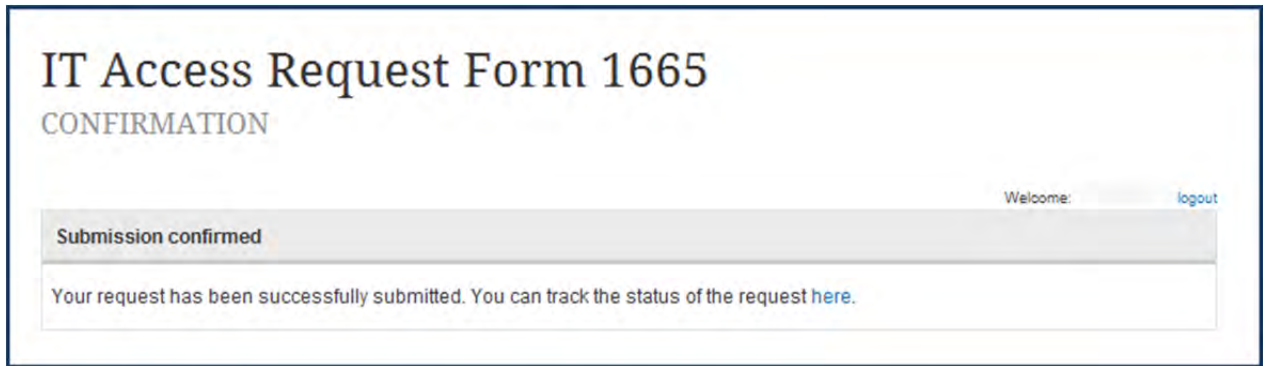 IT Access Request Form 1665
CONFIRMATION
Welcome: logout
Submission confirmed
Your request has been successfully submitted. You can track the status of the request here.